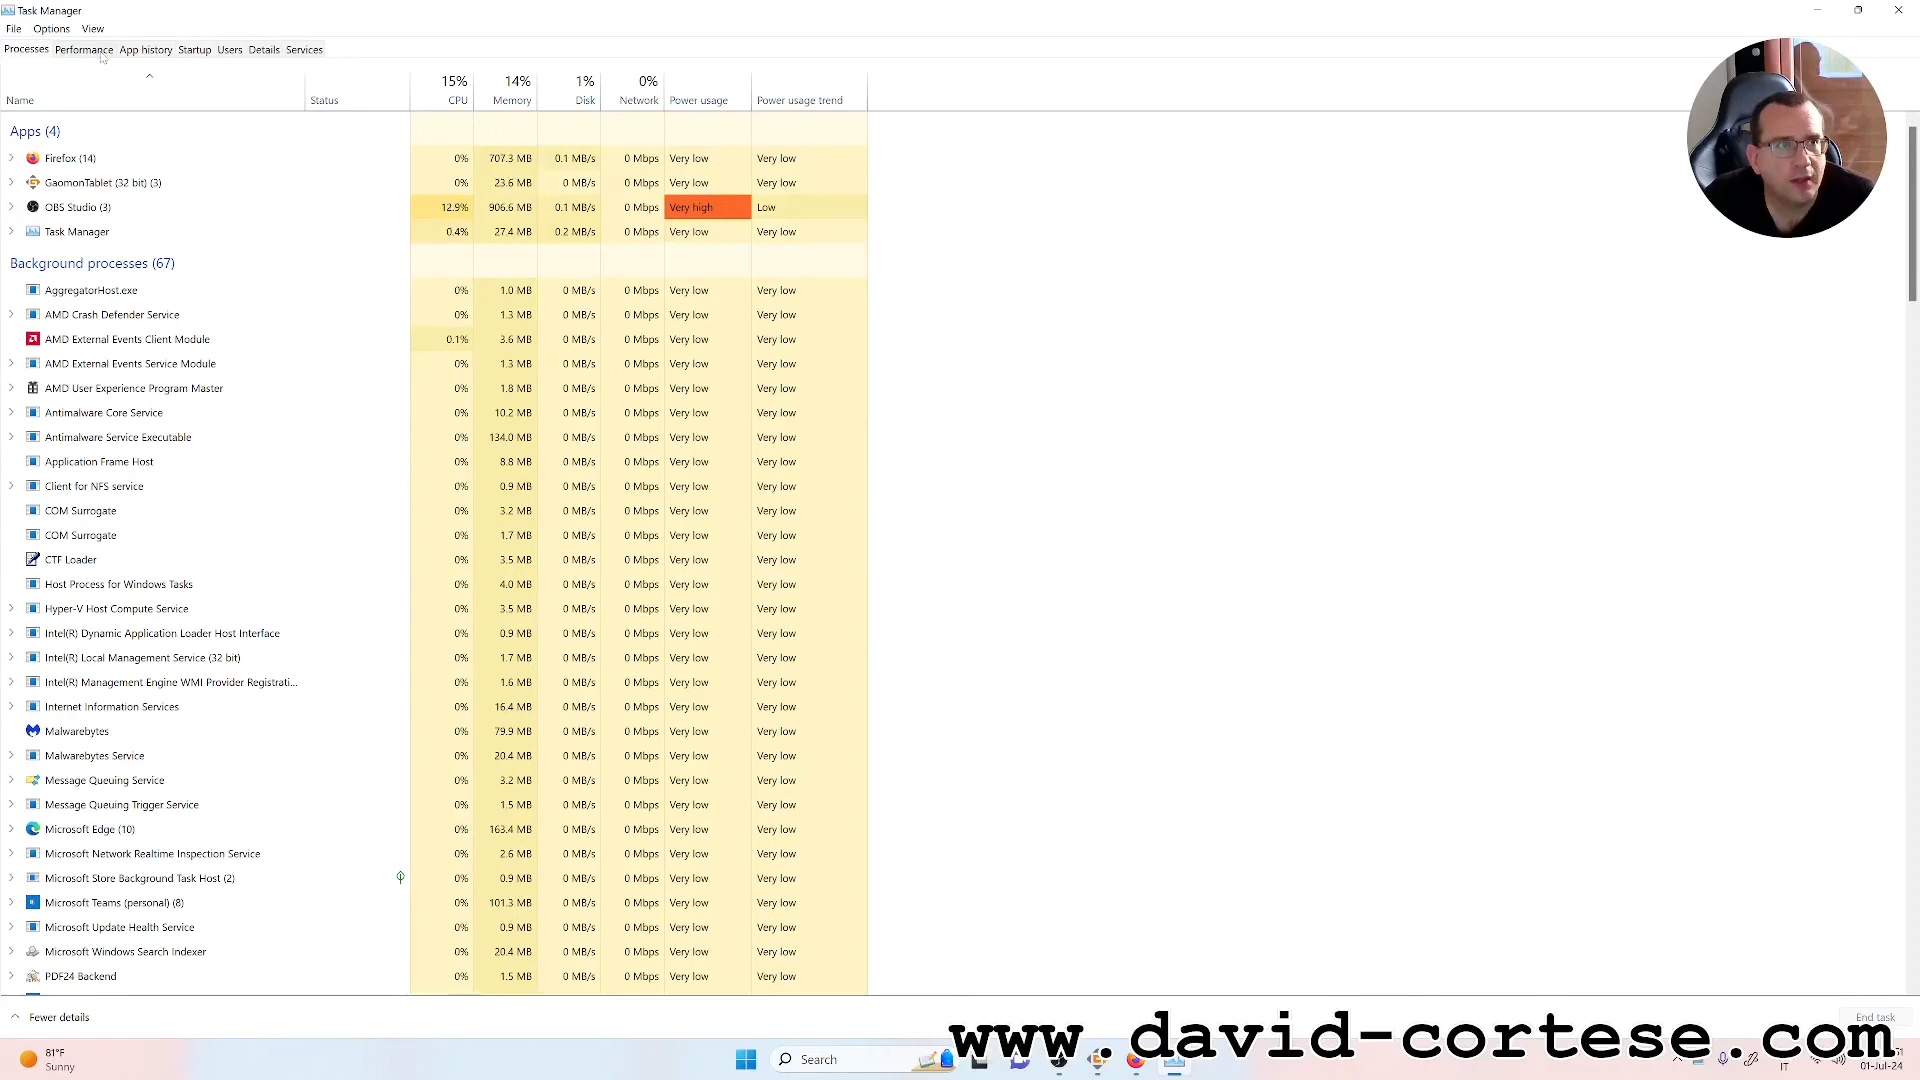 Task Manager
File Options View
Processes Performance App history Startup Users Details Services
15% 14% 1% 0%
Name Status CPU Memory Disk Network Power usage Power usage trend
Apps (4)
Firefox (14) 0% 707.3 MB 0.1 MB/s 0 Mbps Very low Very low
GaomonTablet (32 bit) (3) 0% 23.6 MB 0 MB/s 0 Mbps Very low Very low
OBS Studio (3) 12.9% 906.6 MB 0.1 MB/s 0 Mbps Very high Low
Task Manager 0.4% 27.4 MB 0.2 MB/s 0 Mbps Very low Very low
Background processes (67)
AggregatorHost.exe 0% 1.0 MB 0 MB/s 0 Mbps Very low Very low
AMD Crash Defender Service 0% 1.3 MB 0 MB/s 0 Mbps Very low Very low
AMD External Events Client Module 0.1% 3.6 MB 0 MB/s 0 Mbps Very low Very low
AMD External Events Service Module 0% 1.3 MB 0 MB/s 0 Mbps Very low Very low
AMD User Experience Program Master 0% 1.8 MB 0 MB/s 0 Mbps Very low Very low
Antimalware Core Service 0% 10.2 MB 0 MB/s 0 Mbps Very low Very low
Antimalware Service Executable 0% 134.0 MB 0 MB/s 0 Mbps Very low Very low
Application Frame Host 0% 8.8 MB 0 MB/s 0 Mbps Very low Very low
Client for NFS service 0% 0.9 MB 0 MB/s 0 Mbps Very low Very low
COM Surrogate 0% 3.2 MB 0 MB/s 0 Mbps Very low Very low
COM Surrogate 0% 1.7 MB 0 MB/s 0 Mbps Very low Very low
CTF Loader 0% 3.5 MB 0 MB/s 0 Mbps Very low Very low
Host Process for Windows Tasks 0% 4.0 MB 0 MB/s 0 Mbps Very low Very low
Hyper-V Host Compute Service 0% 3.5 MB 0 MB/s 0 Mbps Very low Very low
Intel(R) Dynamic Application Loader Host Interface 0% 0.9 MB 0 MB/s 0 Mbps Very low Very low
Intel(R) Local Management Service (32 bit) 0% 1.7 MB 0 MB/s 0 Mbps Very low Very low
Intel(R) Management Engine WMI Provider Registrati... 0% 1.6 MB 0 MB/s 0 Mbps Very low Very low
Internet Information Services 0% 16.4 MB 0 MB/s 0 Mbps Very low Very low
Malwarebytes 0% 79.9 MB 0 MB/s 0 Mbps Very low Very low
Malwarebytes Service 0% 20.4 MB 0 MB/s 0 Mbps Very low Very low
Message Queuing Service 0% 3.2 MB 0 MB/s 0 Mbps Very low Very low
Message Queuing Trigger Service 0% 1.5 MB 0 MB/s 0 Mbps Very low Very low
Microsoft Edge (10) 0% 163.4 MB 0 MB/s 0 Mbps Very low Very low
Microsoft Network Realtime Inspection Service 0% 2.6 MB 0 MB/s 0 Mbps Very low Very low
Microsoft Store Background Task Host (2) 0% 0.9 MB 0 MB/s 0 Mbps Very low Very low
Microsoft Teams (personal) (8) 0% 101.3 MB 0 MB/s 0 Mbps Very low Very low
Microsoft Update Health Service 0% 0.9 MB 0 MB/s 0 Mbps Very low Very low
Microsoft Windows Search Indexer 0% 20.4 MB 0 MB/s 0 Mbps Very low Very low
PDF24 Backend 0% 1.5 MB 0 MB/s 0 Mbps Very low Very low
Fewer details End task
www.david-cortese.com
81°F
Sunny
Search
IT
01-Jul-24